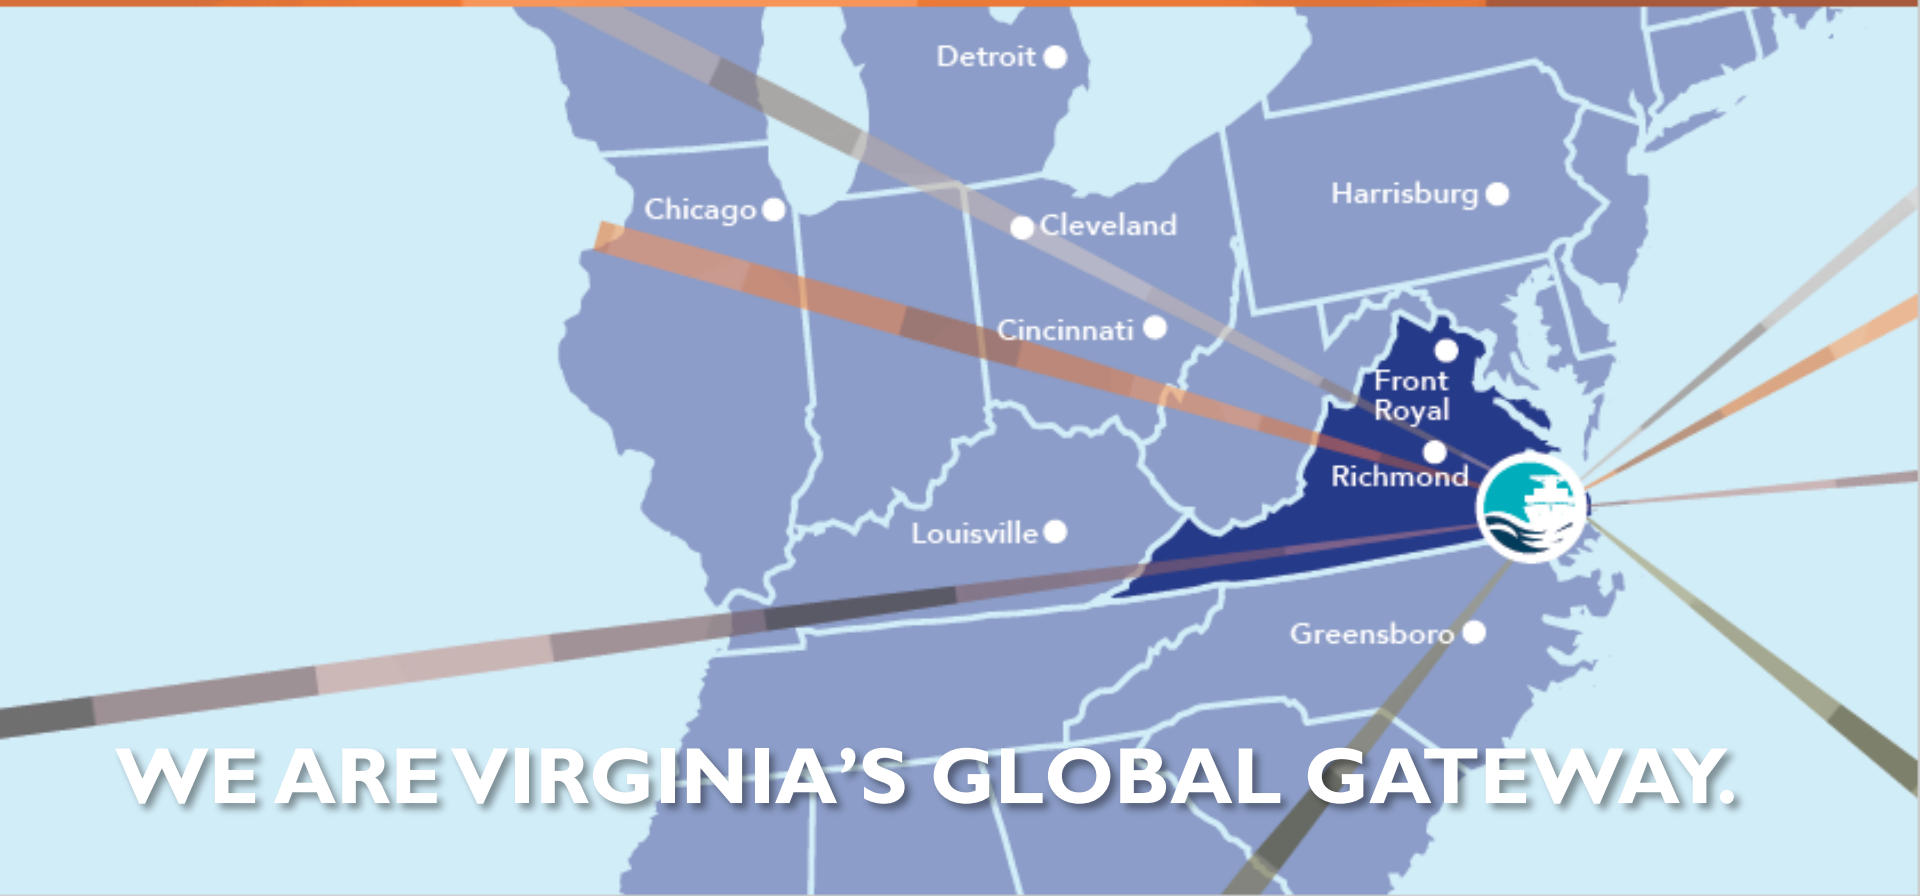 Detroit
Harrisburg
Chicago
Cleveland
Cincinnati
Front
Royal
Richmond
Louisville
Greensboro
WE ARE VIRGINIA’S GLOBAL GATEWAY.